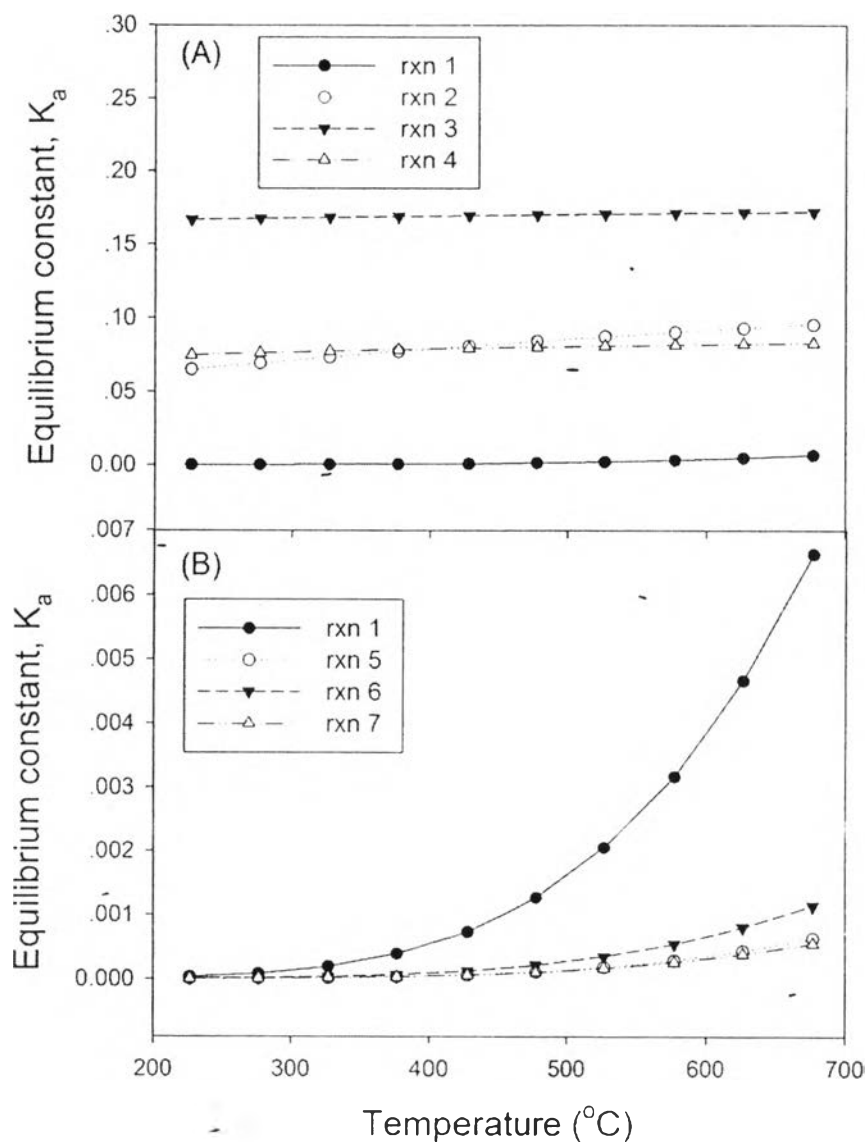 .30
.25
.20
.15
.10
.05
0.00
Equilibrium constant, Ka
(A)
rxn 1
rxn 2
rxn 3
rxn 4
.007
.006
.005
.004
.003
.002
.001
0.000
Equilibrium constant, Ka
(B)
rxn 1
rxn 5
rxn 6
rxn 7
200 300 400 500 600 700
Temperature (°C)